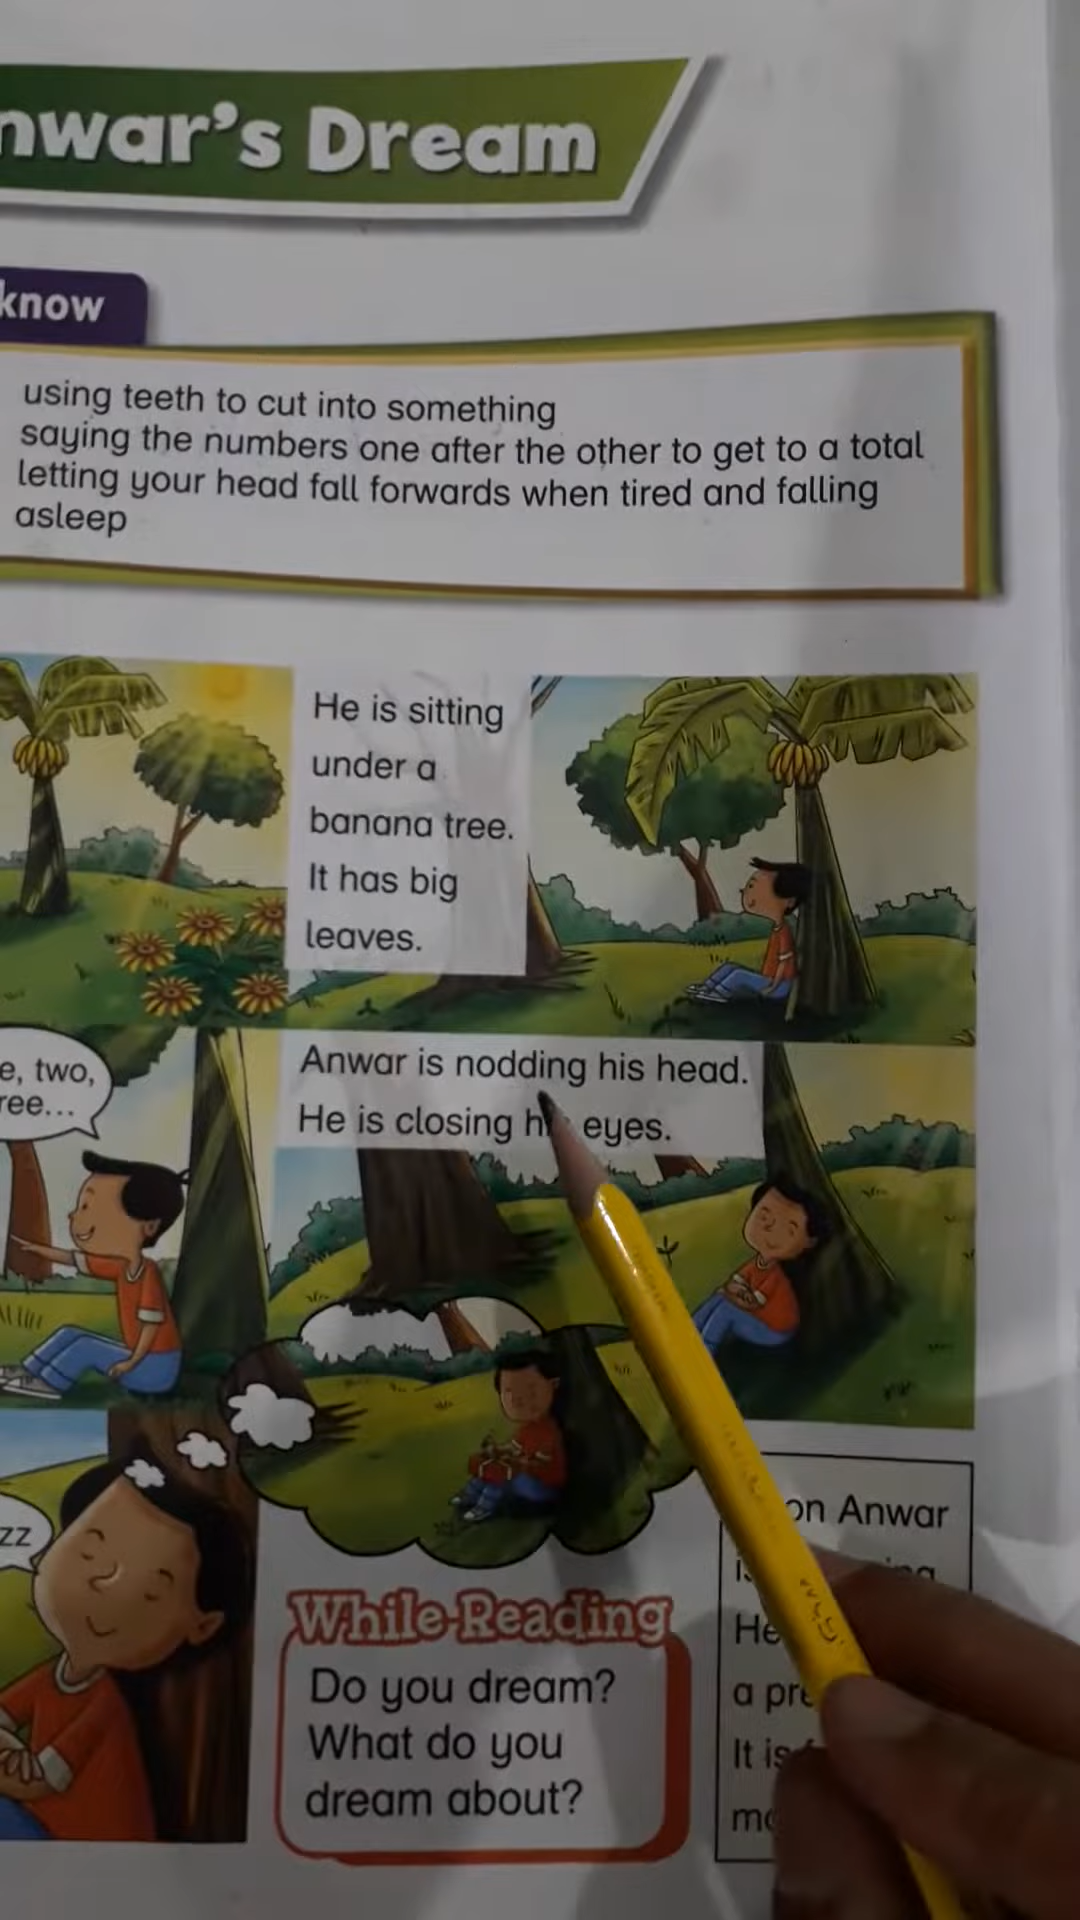 nwar's Dream
know
using teeth to cut into something
saying the numbers one after the other to get to a total
letting your head fall forwards when tired and falling
asleep
He is sitting
under a
banana tree.
It has big
leaves.
e, two,
ree...
Anwar is nodding his head.
He is closing eyes.
zz
While-Reading
Do you dream?
What do you
dream about?
on Anwar
He
a
It is